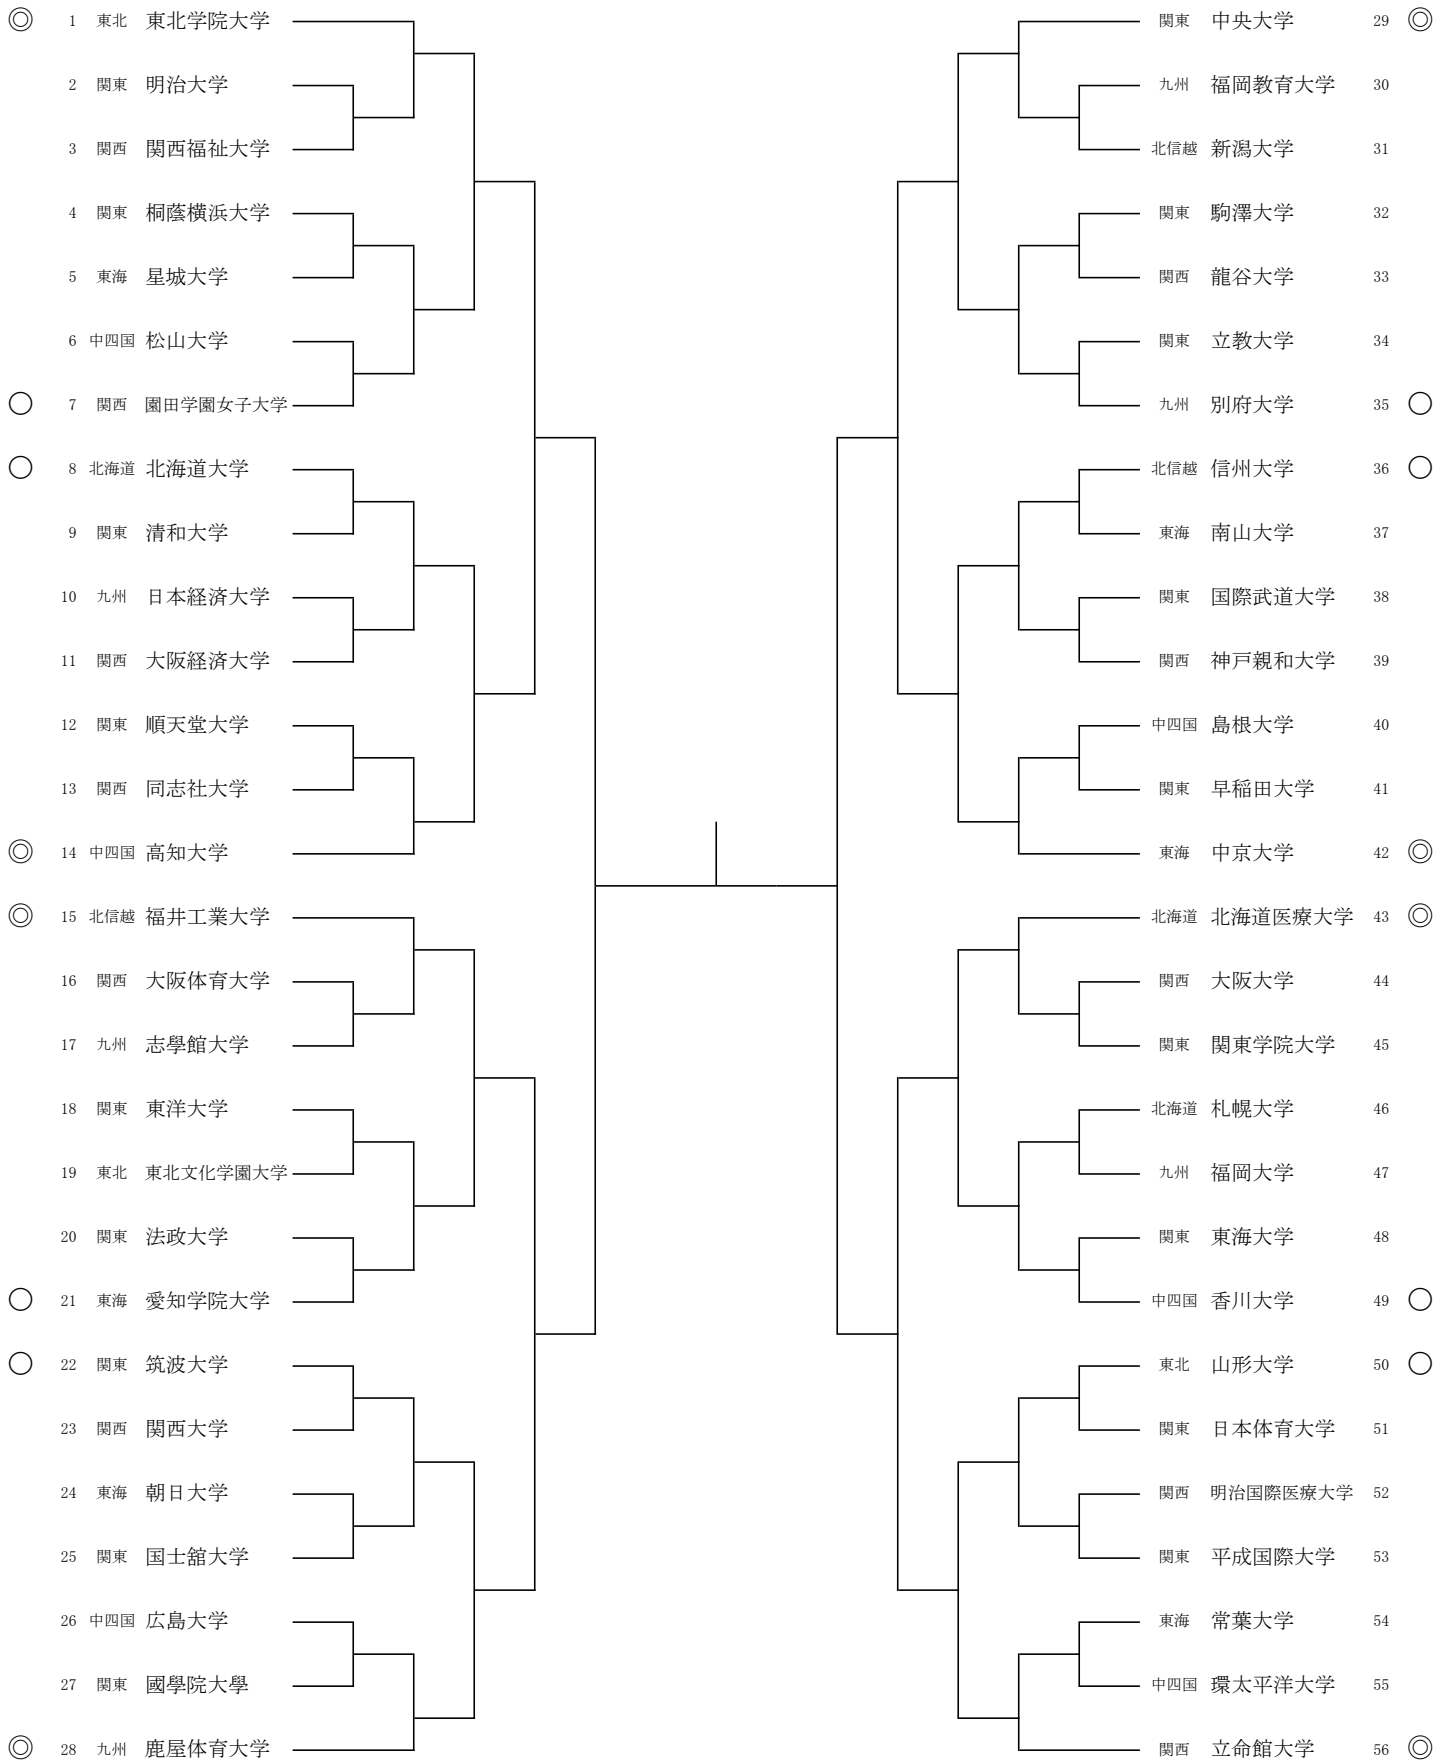 ◎ 1 東北 東北学院大学
2 関東 明治大学
3 関西 関西福祉大学
4 関東 桐蔭横浜大学
5 東海 星城大学
6 中四国 松山大学
○ 7 関西 園田学園女子大学
○ 8 北海道 北海道大学
9 関東 清和大学
10 九州 日本経済大学
11 関西 大阪経済大学
12 関東 順天堂大学
13 関西 同志社大学
◎ 14 中四国 高知大学
◎ 15 北信越 福井工業大学
16 関西 大阪体育大学
17 九州 志學館大学
18 関東 東洋大学
19 東北 東北文化学園大学
20 関東 法政大学
○ 21 東海 愛知学院大学
○ 22 関東 筑波大学
23 関西 関西大学
24 東海 朝日大学
25 関東 国士舘大学
26 中四国 広島大学
27 関東 國學院大學
◎ 28 九州 鹿屋体育大学
関東 中央大学 29 ◎
九州 福岡教育大学 30
北信越 新潟大学 31
関東 駒澤大学 32
関西 龍谷大学 33
関東 立教大学 34
九州 別府大学 35 ○
北信越 信州大学 36 ○
東海 南山大学 37
関東 国際武道大学 38
関西 神戸親和大学 39
中四国 島根大学 40
関東 早稲田大学 41
東海 中京大学 42 ◎
北海道 北海道医療大学 43 ◎
関西 大阪大学 44
関東 関東学院大学 45
北海道 札幌大学 46
九州 福岡大学 47
関東 東海大学 48
中四国 香川大学 49 ○
東北 山形大学 50 ○
関東 日本体育大学 51
関西 明治国際医療大学 52
関東 平成国際大学 53
東海 常葉大学 54
中四国 環太平洋大学 55
関西 立命館大学 56 ◎